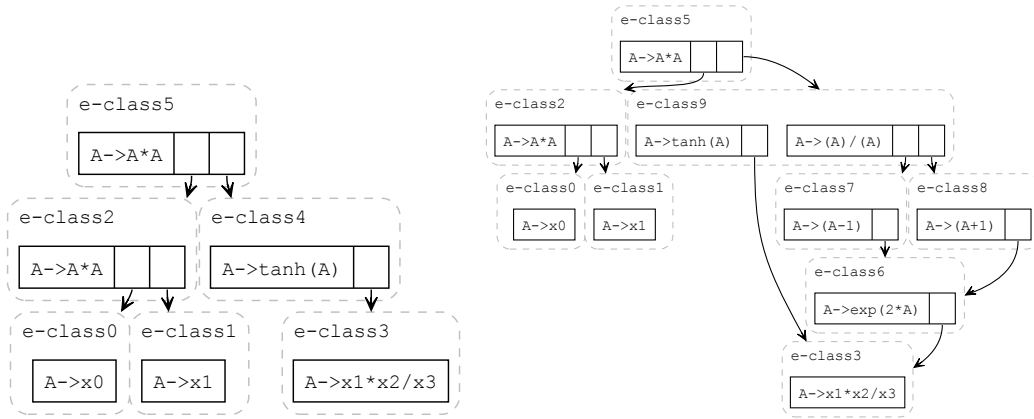 e-class5
A->A*A
e-class2
e-class4
A->A*A
A->tanh(A)
e-class0
e-class1
e-class3
A->x0
A->x1
A->x1*x2/x3
e-class5
A->A*A
e-class2
e-class9
A->A*A
A->tanh(A)
A->(A)/(A)
e-class0
e-class1
e-class7
e-class8
A->x0
A->x1
A->(A-1)
A->(A+1)
e-class6
A->exp(2*A)
e-class3
A->x1*x2/x3